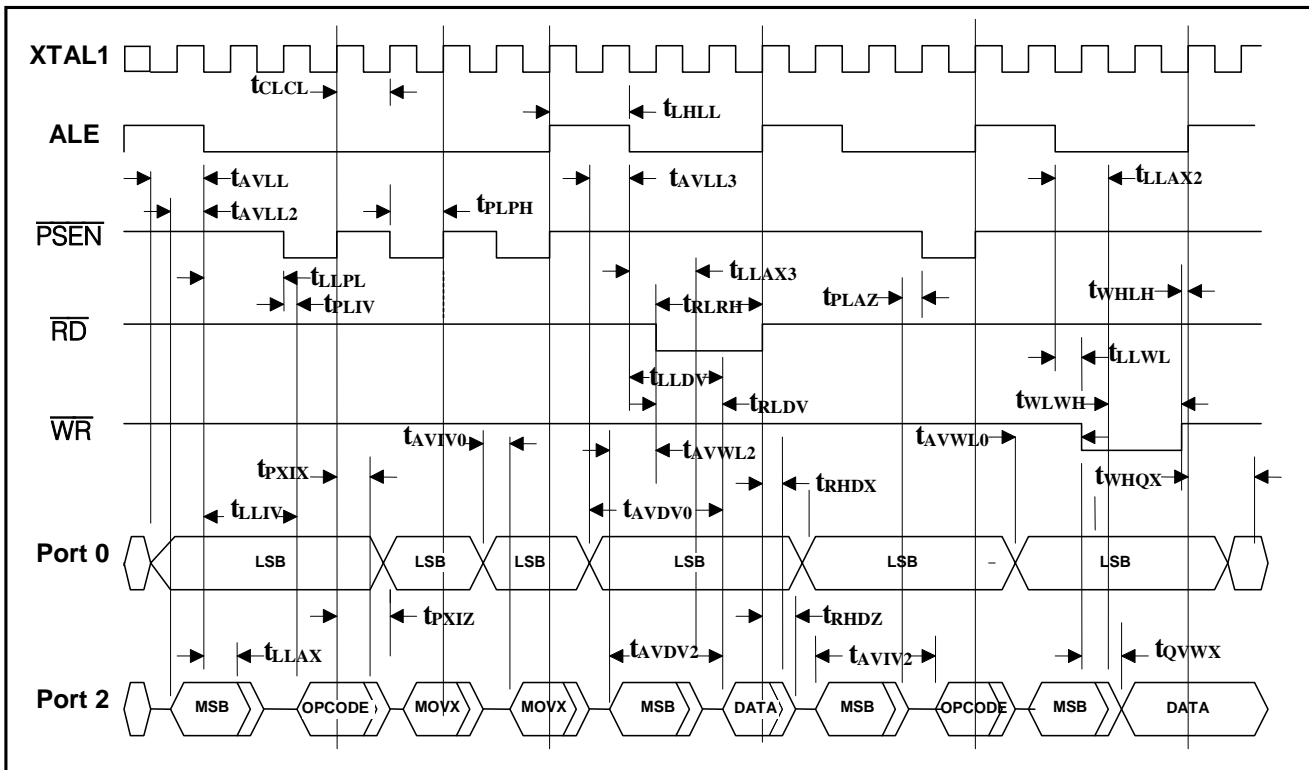 XTAL1
tCLCL
tLHLL
ALE
tAVLL
tAVLL3
tLLAX2
tAVLL2
tPLPH
PSEN
tLLPL
tLLAX3
tPLIV
tRLRH
tPLAZ
tWHLH
RD
tLLWL
tLLDV
tRLDV
tWLWH
WR
tAVIV0
tAVWL2
tAVWL0
tPXIX
tRHDX
tWHQX
tLLIV
tAVDV0
Port 0 LSB LSB LSB LSB LSB LSB
tPXIZ
tRHDZ
tLLAX
tAVDV2
tAVIV2
tQVWX
Port 2 MSB OPCODE MOVX MOVX MSB DATA MSB OPCODE MSB DATA